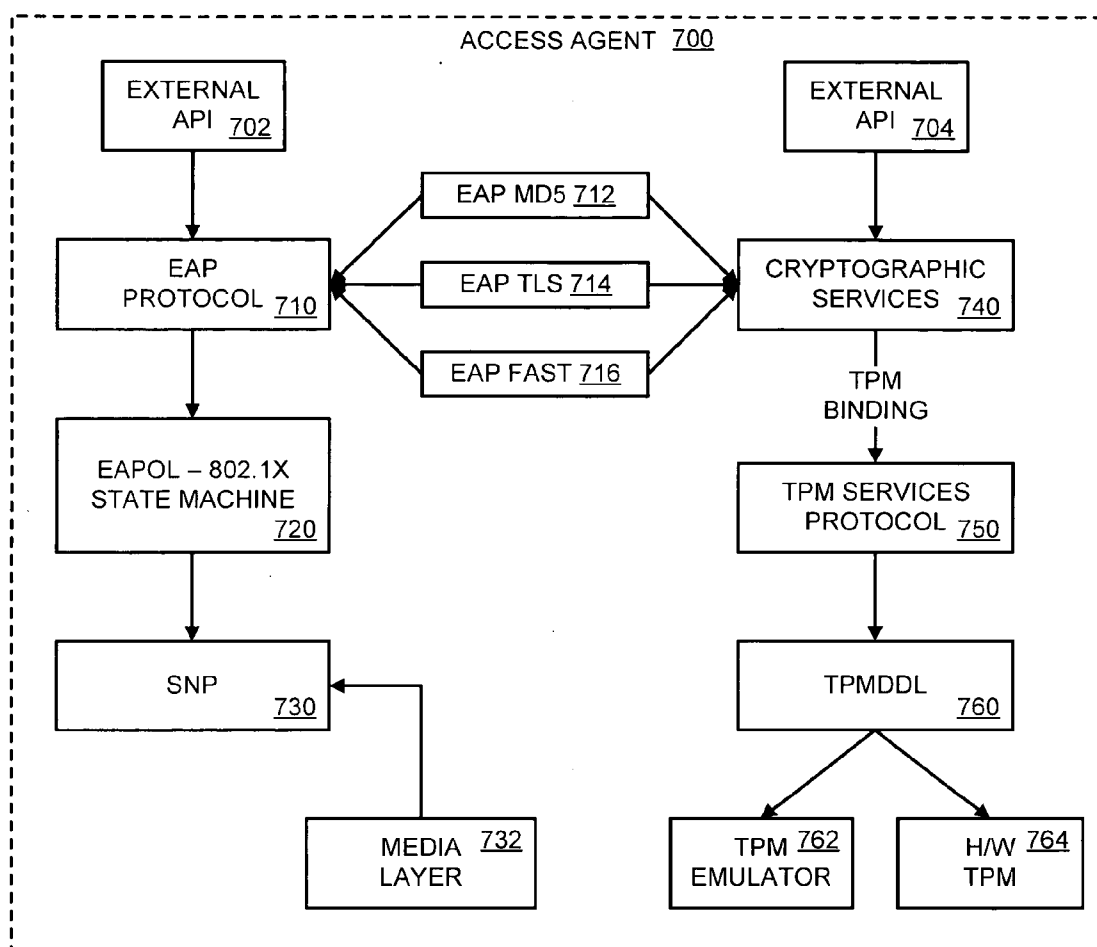 ACCESS AGENT 700
EXTERNAL
API 702
EXTERNAL
API 704
EAP MD5 712
EAP
PROTOCOL 710
EAP TLS 714
CRYPTOGRAPHIC
SERVICES 740
EAP FAST 716
TPM
BINDING
EAPOL – 802.1X
STATE MACHINE
720
TPM SERVICES
PROTOCOL 750
SNP
730
TPMDDL
760
MEDIA 732
LAYER
TPM 762
EMULATOR
H/W 764
TPM